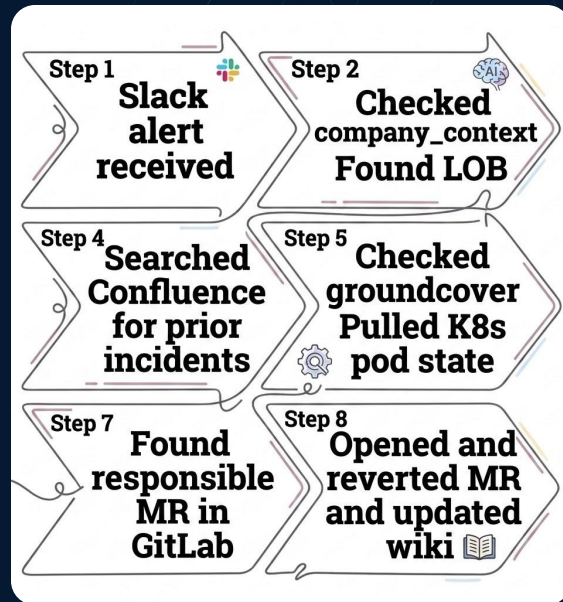 Step 1
Slack
alert
received
Step 2
AI
Checked
company_context
Found LOB
Step 4
Searched
Confluence
for prior
incidents
Step 5
Checked
groundcover
Pulled K8s
pod state
Step 7
Found
responsible
MR in
GitLab
Step 8
Opened and
reverted MR
and updated
wiki